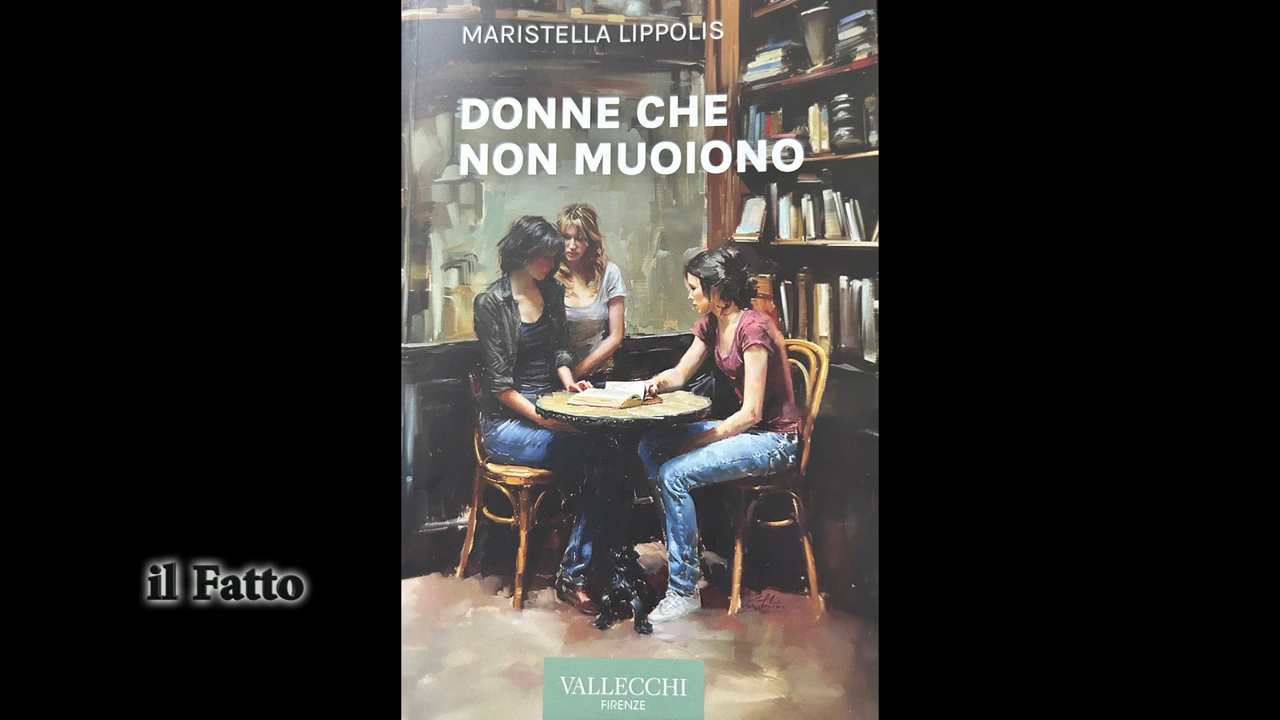 MARISTELLA LIPPOLIS
DONNE CHE
NON MUOIONO
il Fatto
VALLECCHI
FIRENZE